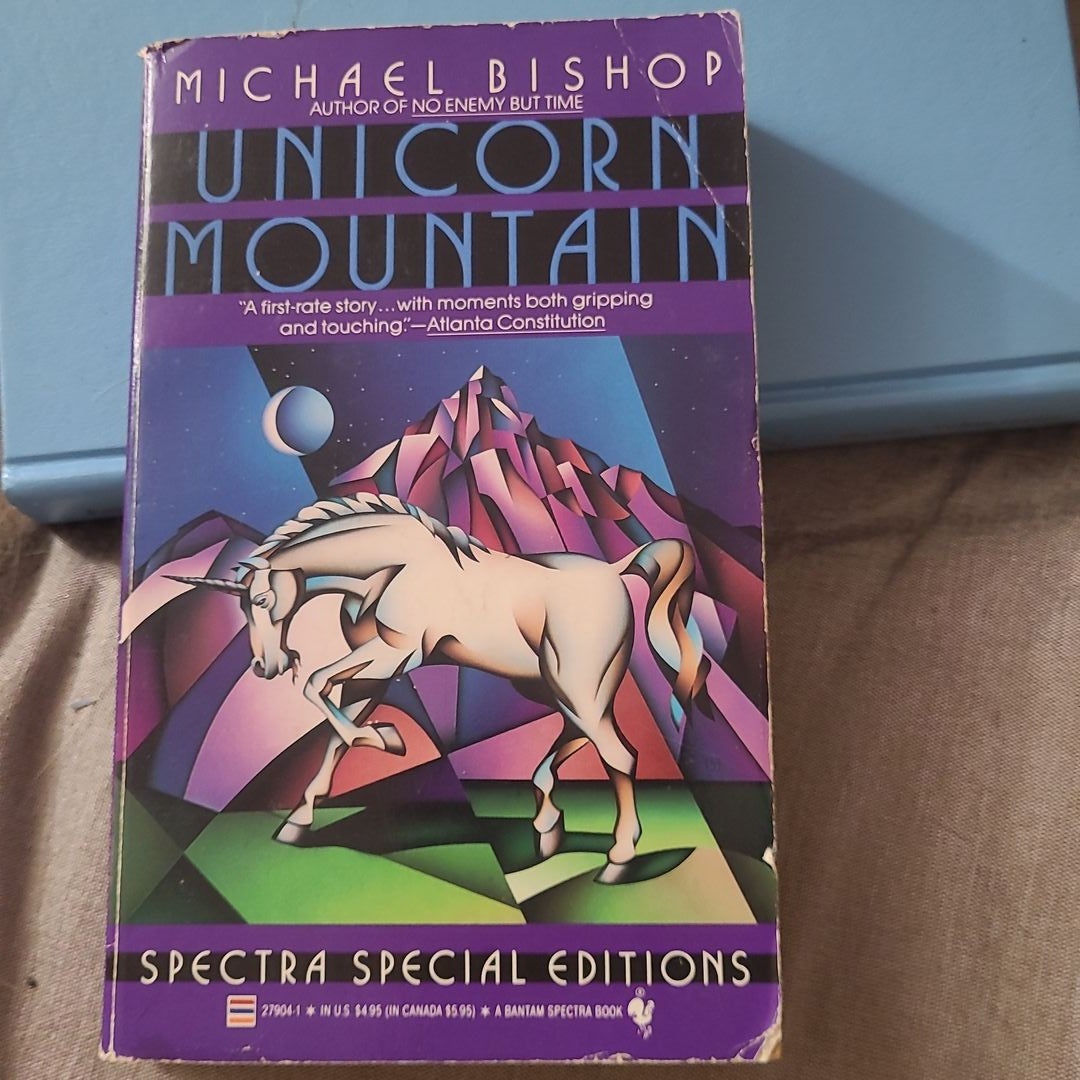 MICHAEL BISHOP
AUTHOR OF NO ENEMY BUT TIME
UNICORN
MOUNTAIN
"A first-rate story...with moments both gripping
and touching."—Atlanta Constitution
SPECTRA SPECIAL EDITIONS
27904-1 * IN U.S. $4.95 (IN CANADA $5.95) * A BANTAM SPECTRA BOOK ®